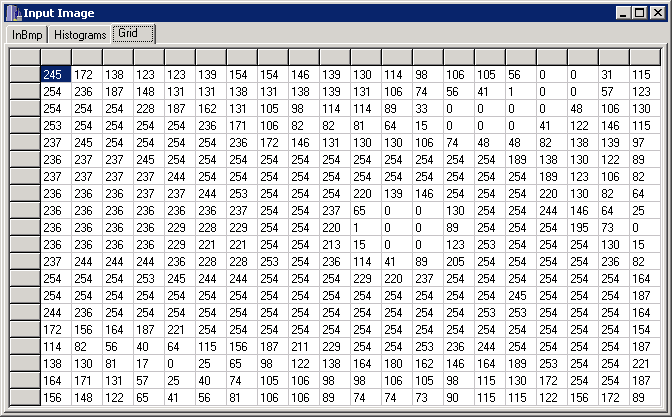 Input Image
InBmp Histograms Grid
245 172 138 123 123 139 154 154 146 139 130 114 98 106 105 56 0 0 31 115
254 236 187 148 131 131 138 131 138 139 131 106 74 56 41 1 0 0 57 123
254 254 254 228 187 162 131 105 98 114 114 89 33 0 0 0 0 48 106 130
253 254 254 254 254 236 171 106 82 82 81 64 15 0 0 0 41 122 146 115
237 245 254 254 254 254 236 172 146 131 130 130 106 74 48 48 82 138 139 97
236 237 237 245 254 254 254 254 254 254 254 254 254 254 254 189 138 130 122 89
237 237 237 237 244 254 254 254 254 254 254 254 254 254 254 254 189 123 106 82
236 236 236 237 237 244 253 254 254 254 220 139 146 254 254 254 220 130 82 64
236 236 236 236 236 236 237 254 254 237 65 0 0 130 254 254 244 146 64 25
236 236 236 236 229 228 229 254 254 220 1 0 0 89 254 254 254 195 73 0
236 236 236 236 229 221 221 254 254 213 15 0 0 123 253 254 254 254 130 15
237 244 244 244 236 228 228 253 254 236 114 41 89 205 254 254 254 254 236 82
254 254 254 253 245 244 244 254 254 254 229 220 237 254 254 254 254 254 254 164
254 254 254 254 254 254 254 254 254 254 254 254 254 254 254 245 254 254 254 187
244 236 254 254 254 254 254 254 254 254 254 254 254 254 253 253 254 254 254 254
172 156 164 187 221 254 254 254 254 254 254 254 254 254 254 254 254 254 254 154
114 82 56 40 64 115 156 187 211 229 254 254 253 236 244 254 254 254 254 187
138 130 81 17 0 25 65 98 122 138 164 180 162 146 164 189 253 254 254 221
164 171 131 57 25 40 74 105 106 98 98 106 105 98 115 130 172 254 254 187
156 148 122 65 41 56 81 106 106 89 74 74 73 90 115 115 122 156 172 89